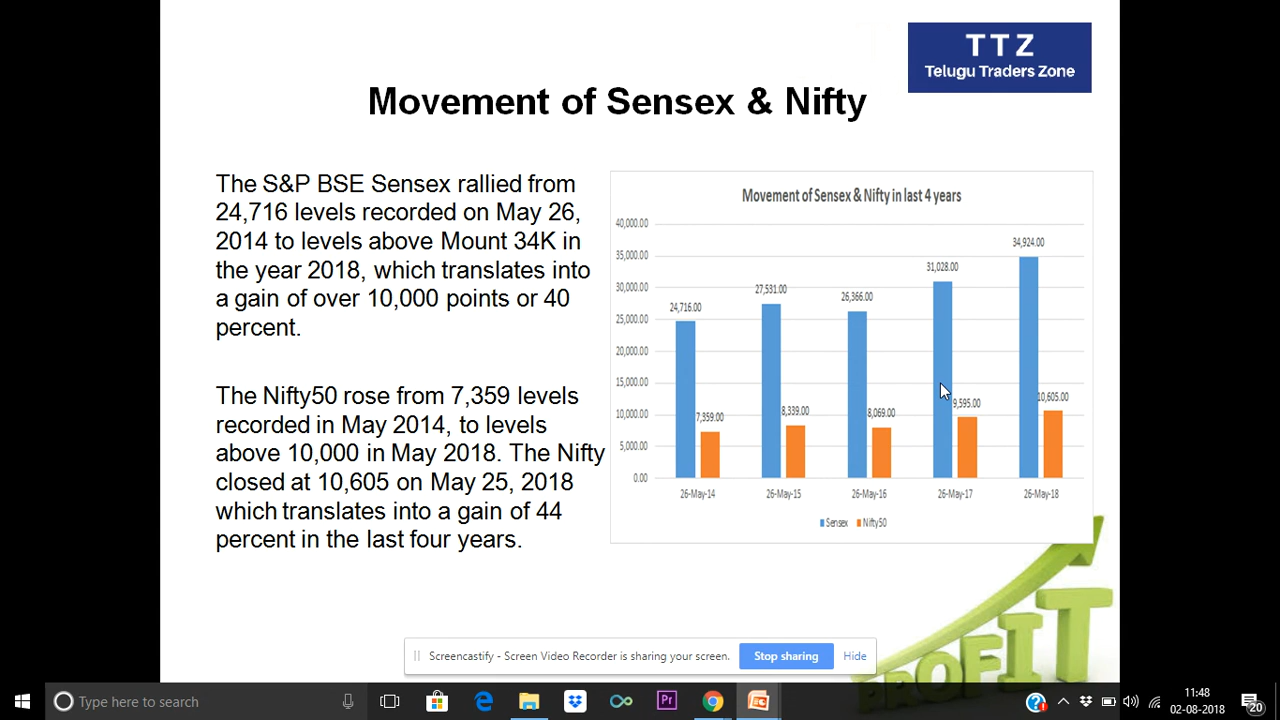 T T Z
Telugu Traders Zone
Movement of Sensex & Nifty
The S&P BSE Sensex rallied from
24,716 levels recorded on May 26,
2014 to levels above Mount 34K in
the year 2018, which translates into
a gain of over 10,000 points or 40
percent.
The Nifty50 rose from 7,359 levels
recorded in May 2014, to levels
above 10,000 in May 2018. The Nifty
closed at 10,605 on May 25, 2018
which translates into a gain of 44
percent in the last four years.
Movement of Sensex & Nifty in last 4 years
40,000.00
35,000.00
30,000.00
25,000.00
20,000.00
15,000.00
10,000.00
5,000.00
0.00
24,716.00
7,359.00
27,531.00
8,339.00
26,366.00
8,069.00
31,028.00
9,595.00
34,924.00
10,605.00
26-May-14 26-May-15 26-May-16 26-May-17 26-May-18
Sensex Nifty50
PROFIT
Screencastify - Screen Video Recorder is sharing your screen. Stop sharing Hide
Type here to search
Pr
11:48
02-08-2018
20